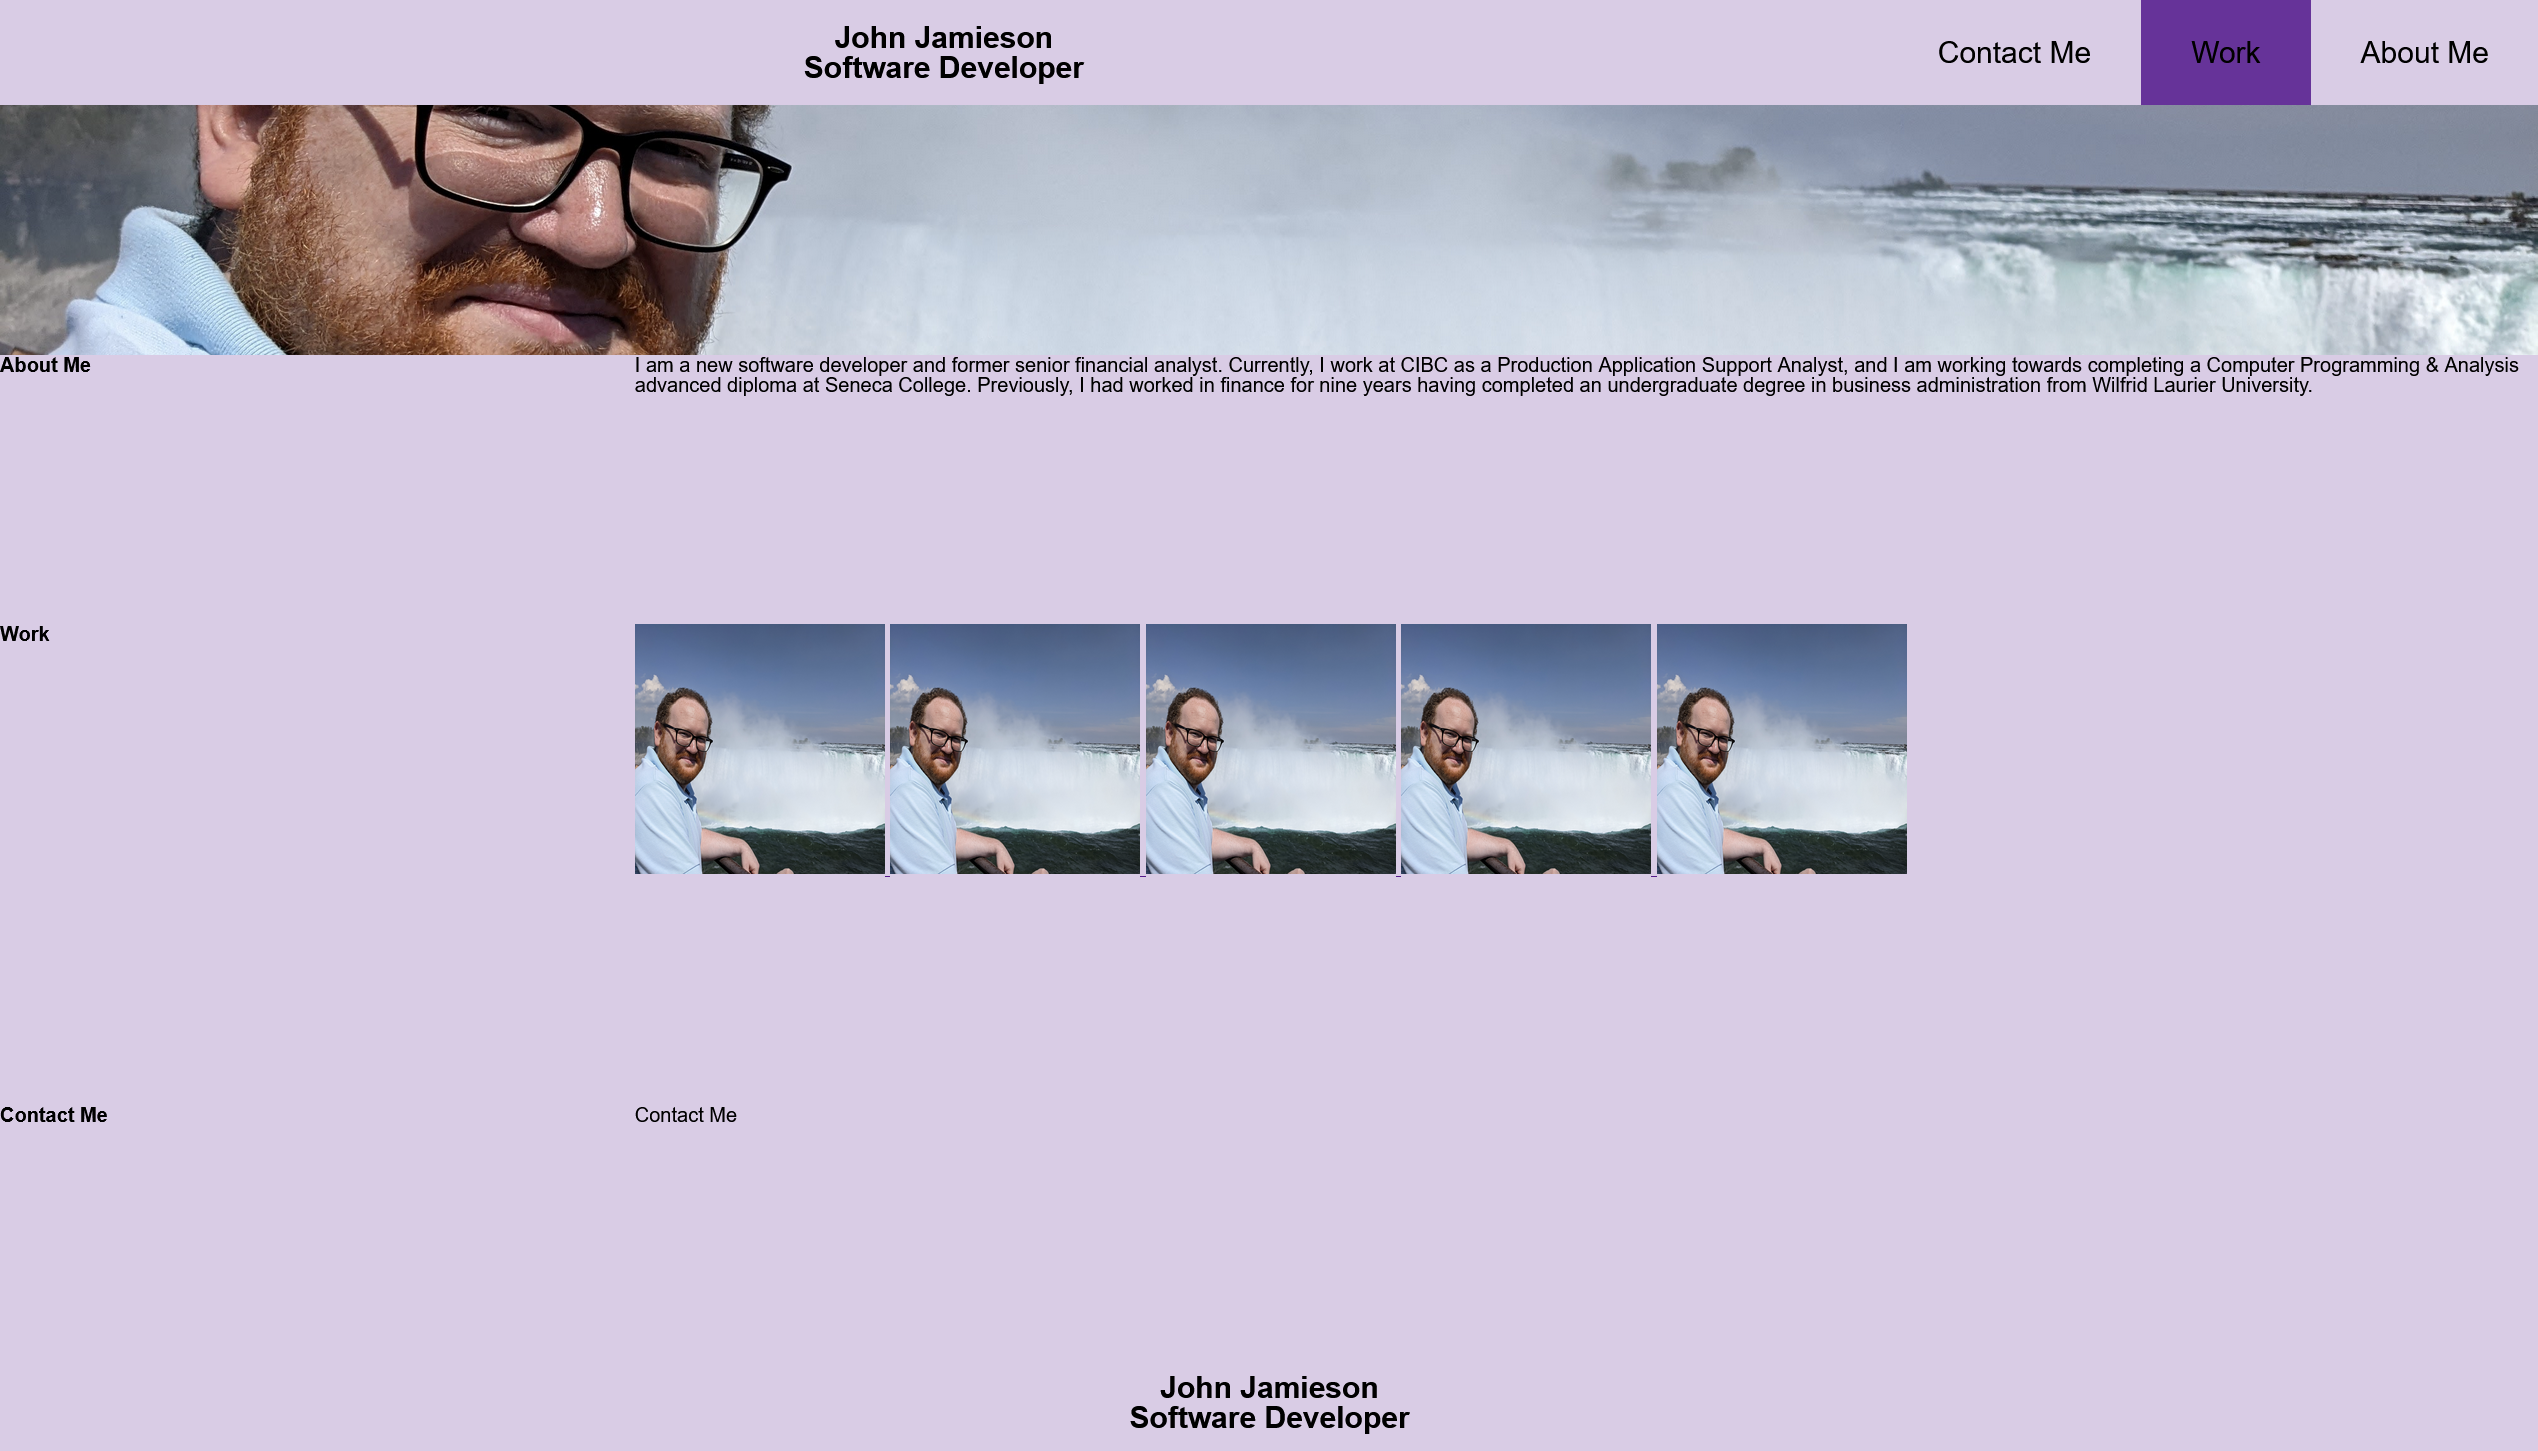 John Jamieson
Software Developer
Contact Me
Work
About Me
About Me
I am a new software developer and former senior financial analyst. Currently, I work at CIBC as a Production Application Support Analyst, and I am working towards completing a Computer Programming & Analysis
advanced diploma at Seneca College. Previously, I had worked in finance for nine years having completed an undergraduate degree in business administration from Wilfrid Laurier University.
Work
Contact Me
Contact Me
John Jamieson
Software Developer